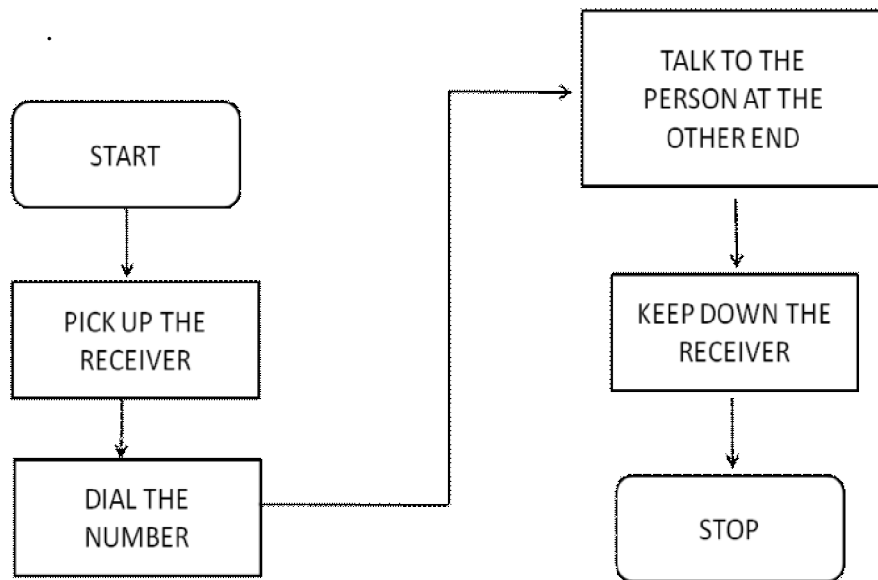 START
PICK UP THE
RECEIVER
DIAL THE
NUMBER
TALK TO THE
PERSON AT THE
OTHER END
KEEP DOWN THE
RECEIVER
STOP